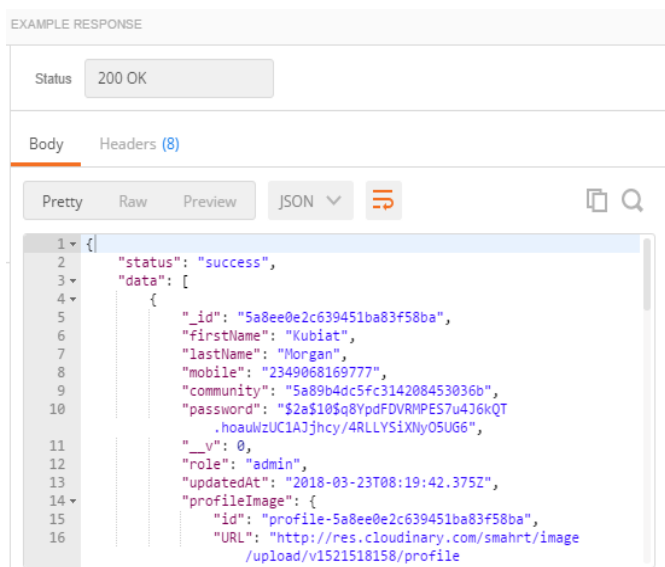 EXAMPLE RESPONSE
Status 200 OK
Body Headers (8)
Pretty Raw Preview JSON
1 {
2 "status": "success",
3 "data": [
4 {
5 "_id": "5a8ee0e2c639451ba83f58ba",
6 "firstName": "Kubiat",
7 "lastName": "Morgan",
8 "mobile": "2349068169777",
9 "community": "5a89b4dc5fc314208453036b",
10 "password": "$2a$10$q8YpdFDVRMPES7u4J6kQT
.hoauWzUC1AJjhcy/4RLLYSiXNyO5UG6",
11 "__v": 0,
12 "role": "admin",
13 "updatedAt": "2018-03-23T08:19:42.375Z",
14 "profileImage": {
15 "id": "profile-5a8ee0e2c639451ba83f58ba",
16 "URL": "http://res.cloudinary.com/smahrt/image
/upload/v1521518158/profile